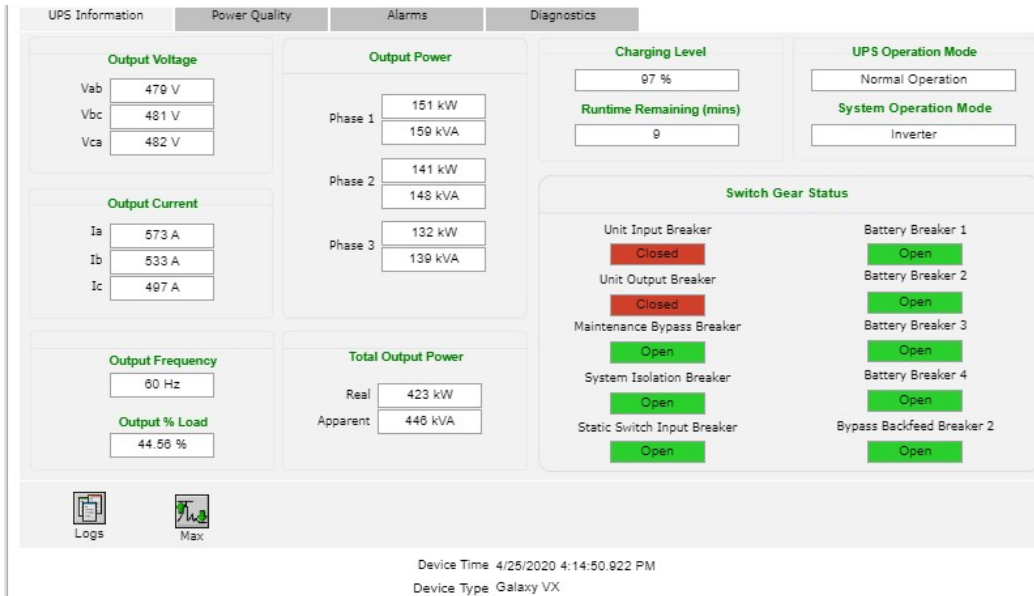 UPS Information
Power Quality
Alarms
Diagnostics
Output Voltage
Vab 479 V
Vbc 481 V
Vca 482 V
Output Current
Ia 573 A
Ib 533 A
Ic 497 A
Output Frequency
60 Hz
Output % Load
44.56 %
Output Power
Phase 1
151 kW
159 kVA
Phase 2
141 kW
148 kVA
Phase 3
132 kW
139 kVA
Total Output Power
Real 423 kW
Apparent 446 kVA
Charging Level
97 %
Runtime Remaining (mins)
9
UPS Operation Mode
Normal Operation
System Operation Mode
Inverter
Switch Gear Status
Unit Input Breaker
Closed
Unit Output Breaker
Closed
Maintenance Bypass Breaker
Open
System Isolation Breaker
Open
Static Switch Input Breaker
Open
Battery Breaker 1
Open
Battery Breaker 2
Open
Battery Breaker 3
Open
Battery Breaker 4
Open
Bypass Backfeed Breaker 2
Open
Logs
Max
Device Time 4/25/2020 4:14:50.922 PM
Device Type Galaxy VX